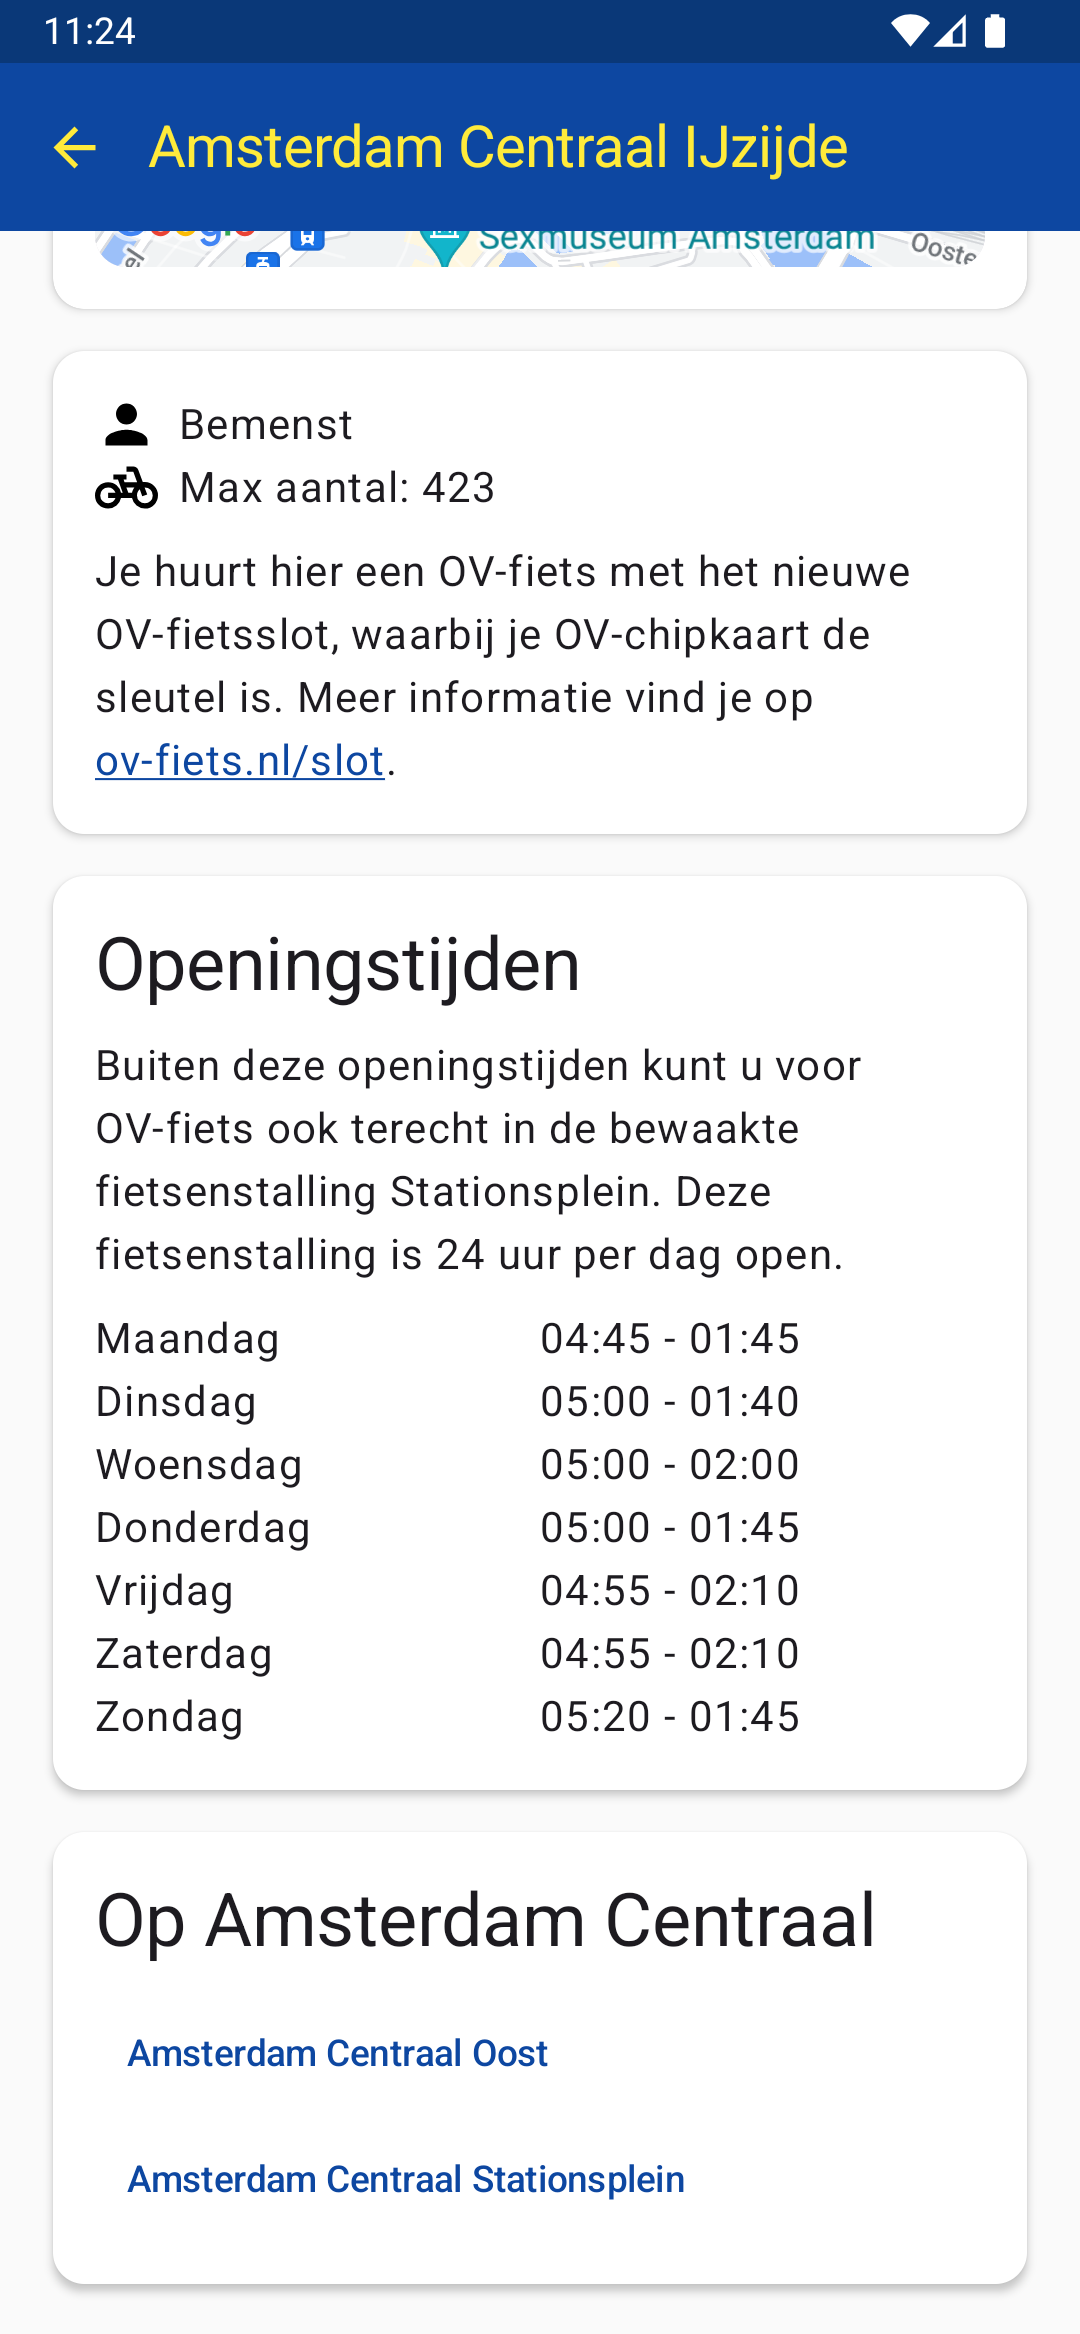 11:24
Amsterdam Centraal IJzijde
Google
Sexmuseum Amsterdam
Ooste
el
Bemenst
Max aantal: 423
Je huurt hier een OV-fiets met het nieuwe
OV-fietsslot, waarbij je OV-chipkaart de
sleutel is. Meer informatie vind je op
ov-fiets.nl/slot.
Openingstijden
Buiten deze openingstijden kunt u voor
OV-fiets ook terecht in de bewaakte
fietsenstalling Stationsplein. Deze
fietsenstalling is 24 uur per dag open.
Maandag 04:45 - 01:45
Dinsdag 05:00 - 01:40
Woensdag 05:00 - 02:00
Donderdag 05:00 - 01:45
Vrijdag 04:55 - 02:10
Zaterdag 04:55 - 02:10
Zondag 05:20 - 01:45
Op Amsterdam Centraal
Amsterdam Centraal Oost
Amsterdam Centraal Stationsplein